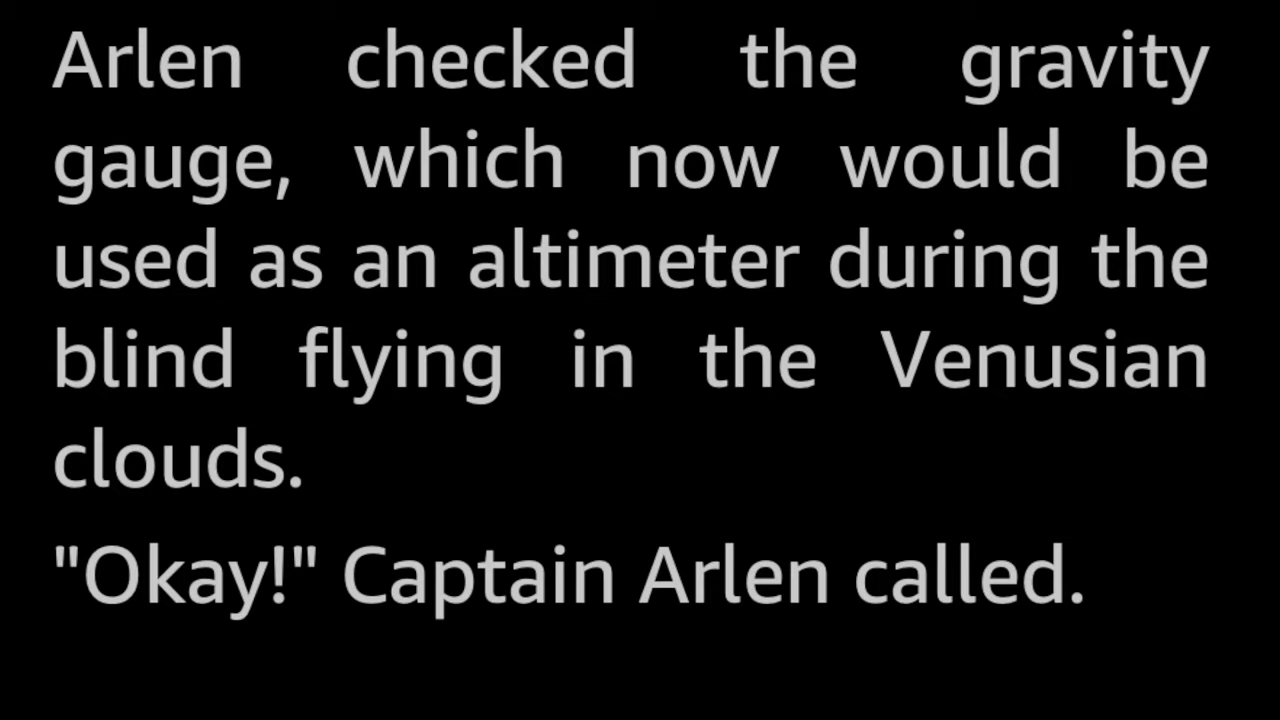 Arlen checked the gravity
gauge, which now would be
used as an altimeter during the
blind flying in the Venusian
clouds.
"Okay!" Captain Arlen called.